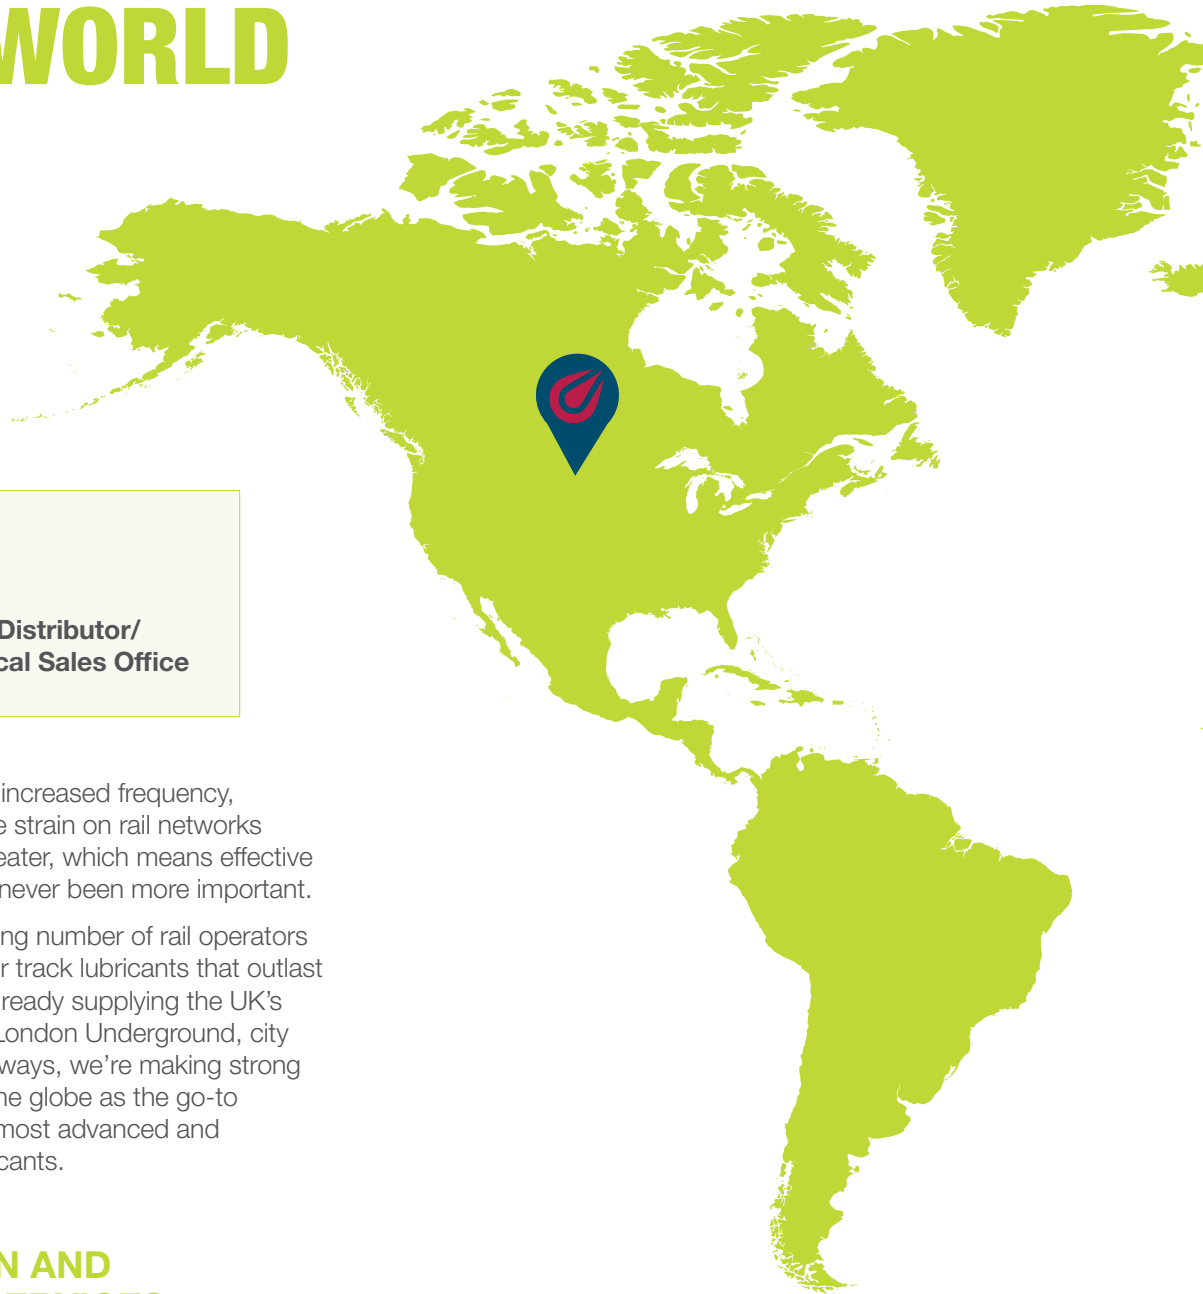 WORLD
Distributor/
cal Sales Office
increased frequency,
e strain on rail networks
eater, which means effective
never been more important.
ng number of rail operators
r track lubricants that outlast
ready supplying the UK's
London Underground, city
ways, we're making strong
he globe as the go-to
most advanced and
cants.
N AND